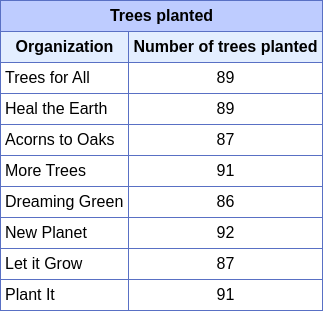 Trees planted
Organization Number of trees planted
Trees for All 89
Heal the Earth 89
Acorns to Oaks 87
More Trees 91
Dreaming Green 86
New Planet 92
Let it Grow 87
Plant It 91